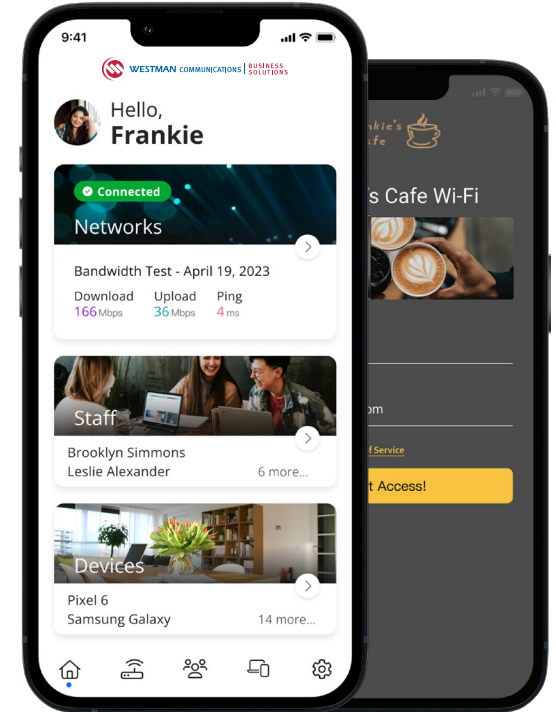 9:41
WESTMAN COMMUNICATIONS | BUSINESS SOLUTIONS
Hello,
Frankie
Connected
Networks
Bandwidth Test - April 19, 2023
Download Upload Ping
166 Mbps 36 Mbps 4 ms
Staff
Brooklyn Simmons
Leslie Alexander 6 more...
Devices
Pixel 6
Samsung Galaxy 14 more...
kie's
fe
's Cafe Wi-Fi
om
f Service
t Access!